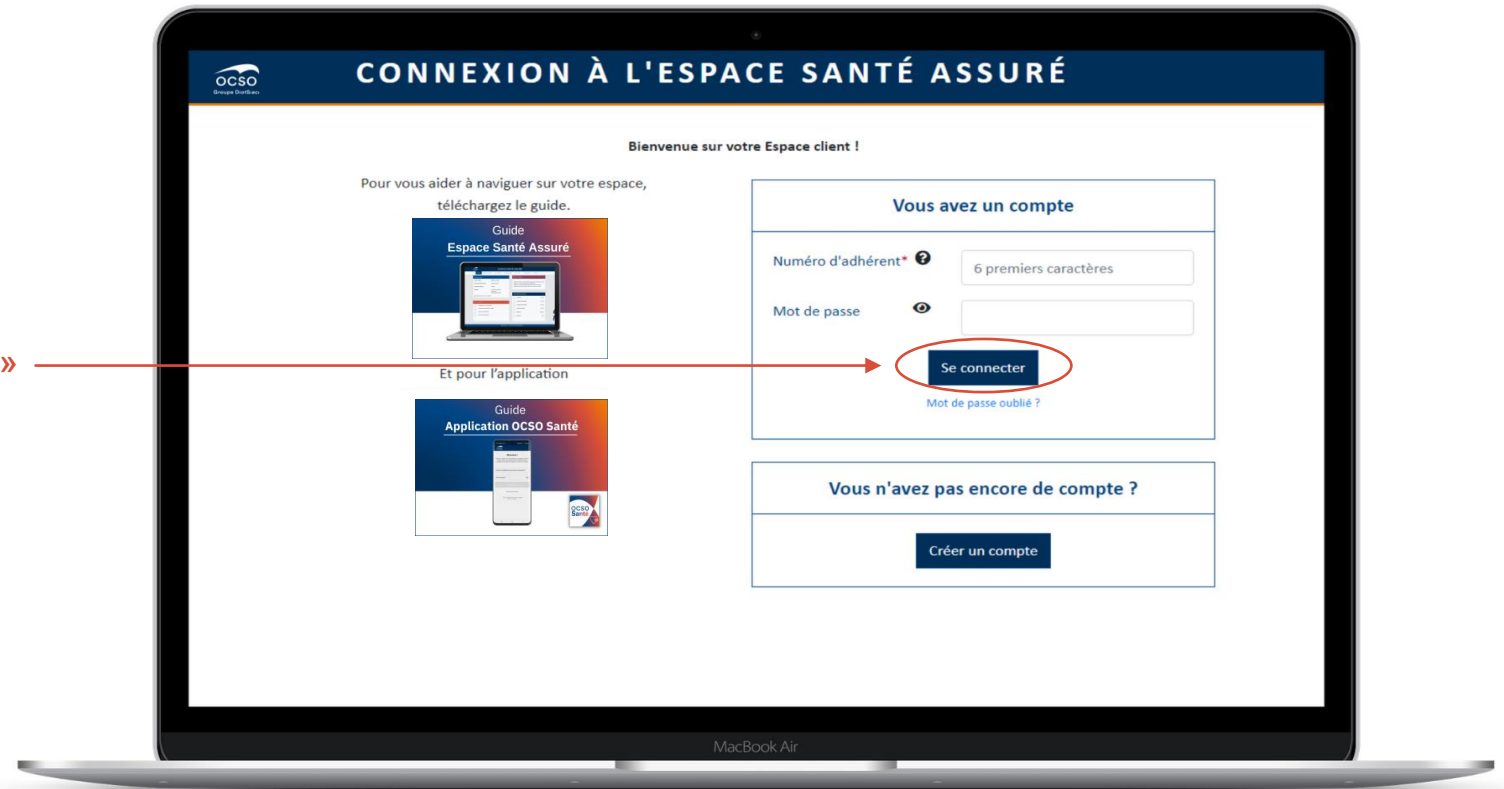 OCSO
CONNEXION À L'ESPACE SANTÉ ASSURÉ
Bienvenue sur votre Espace client !
Pour vous aider à naviguer sur votre espace,
téléchargez le guide.
Guide
Espace Santé Assuré
Et pour l'application
Guide
Application OCSO Santé
OCSO
Santé
Vous avez un compte
Numéro d'adhérent* ?
6 premiers caractères
Mot de passe
»
Se connecter
Mot de passe oublié ?
Vous n'avez pas encore de compte ?
Créer un compte
MacBook Air